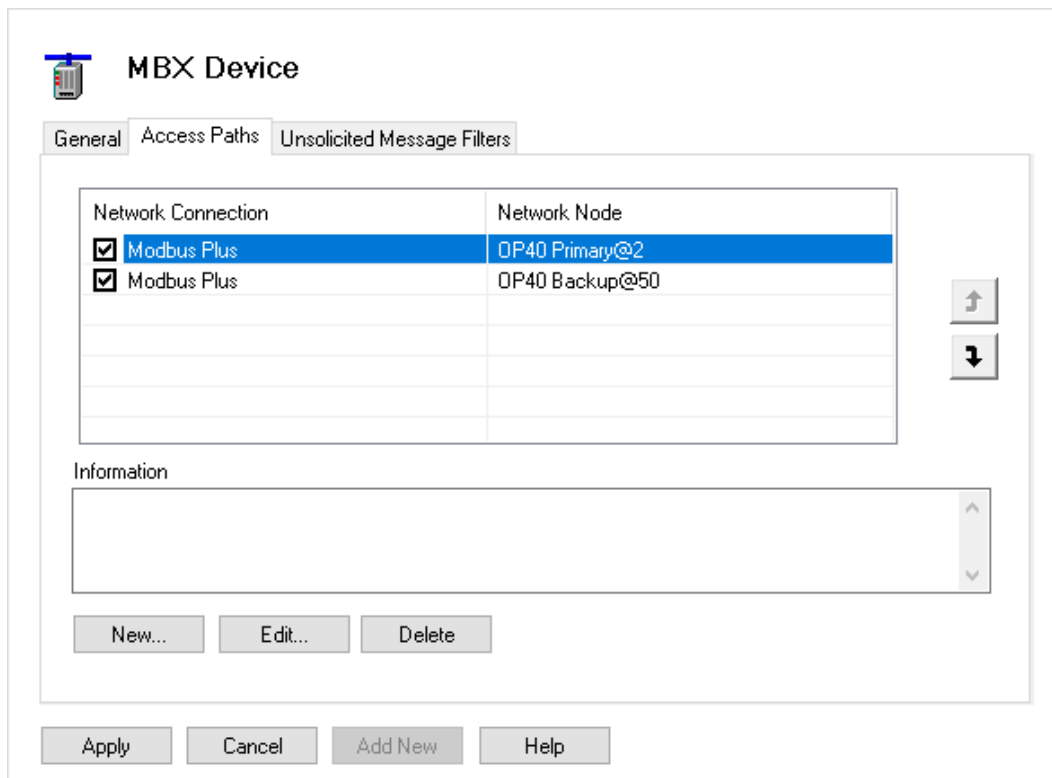 MBX Device
General Access Paths Unsolicited Message Filters
Network Connection Network Node
Modbus Plus OP40 Primary@2
Modbus Plus OP40 Backup@50
Information
New... Edit... Delete
Apply Cancel Add New Help